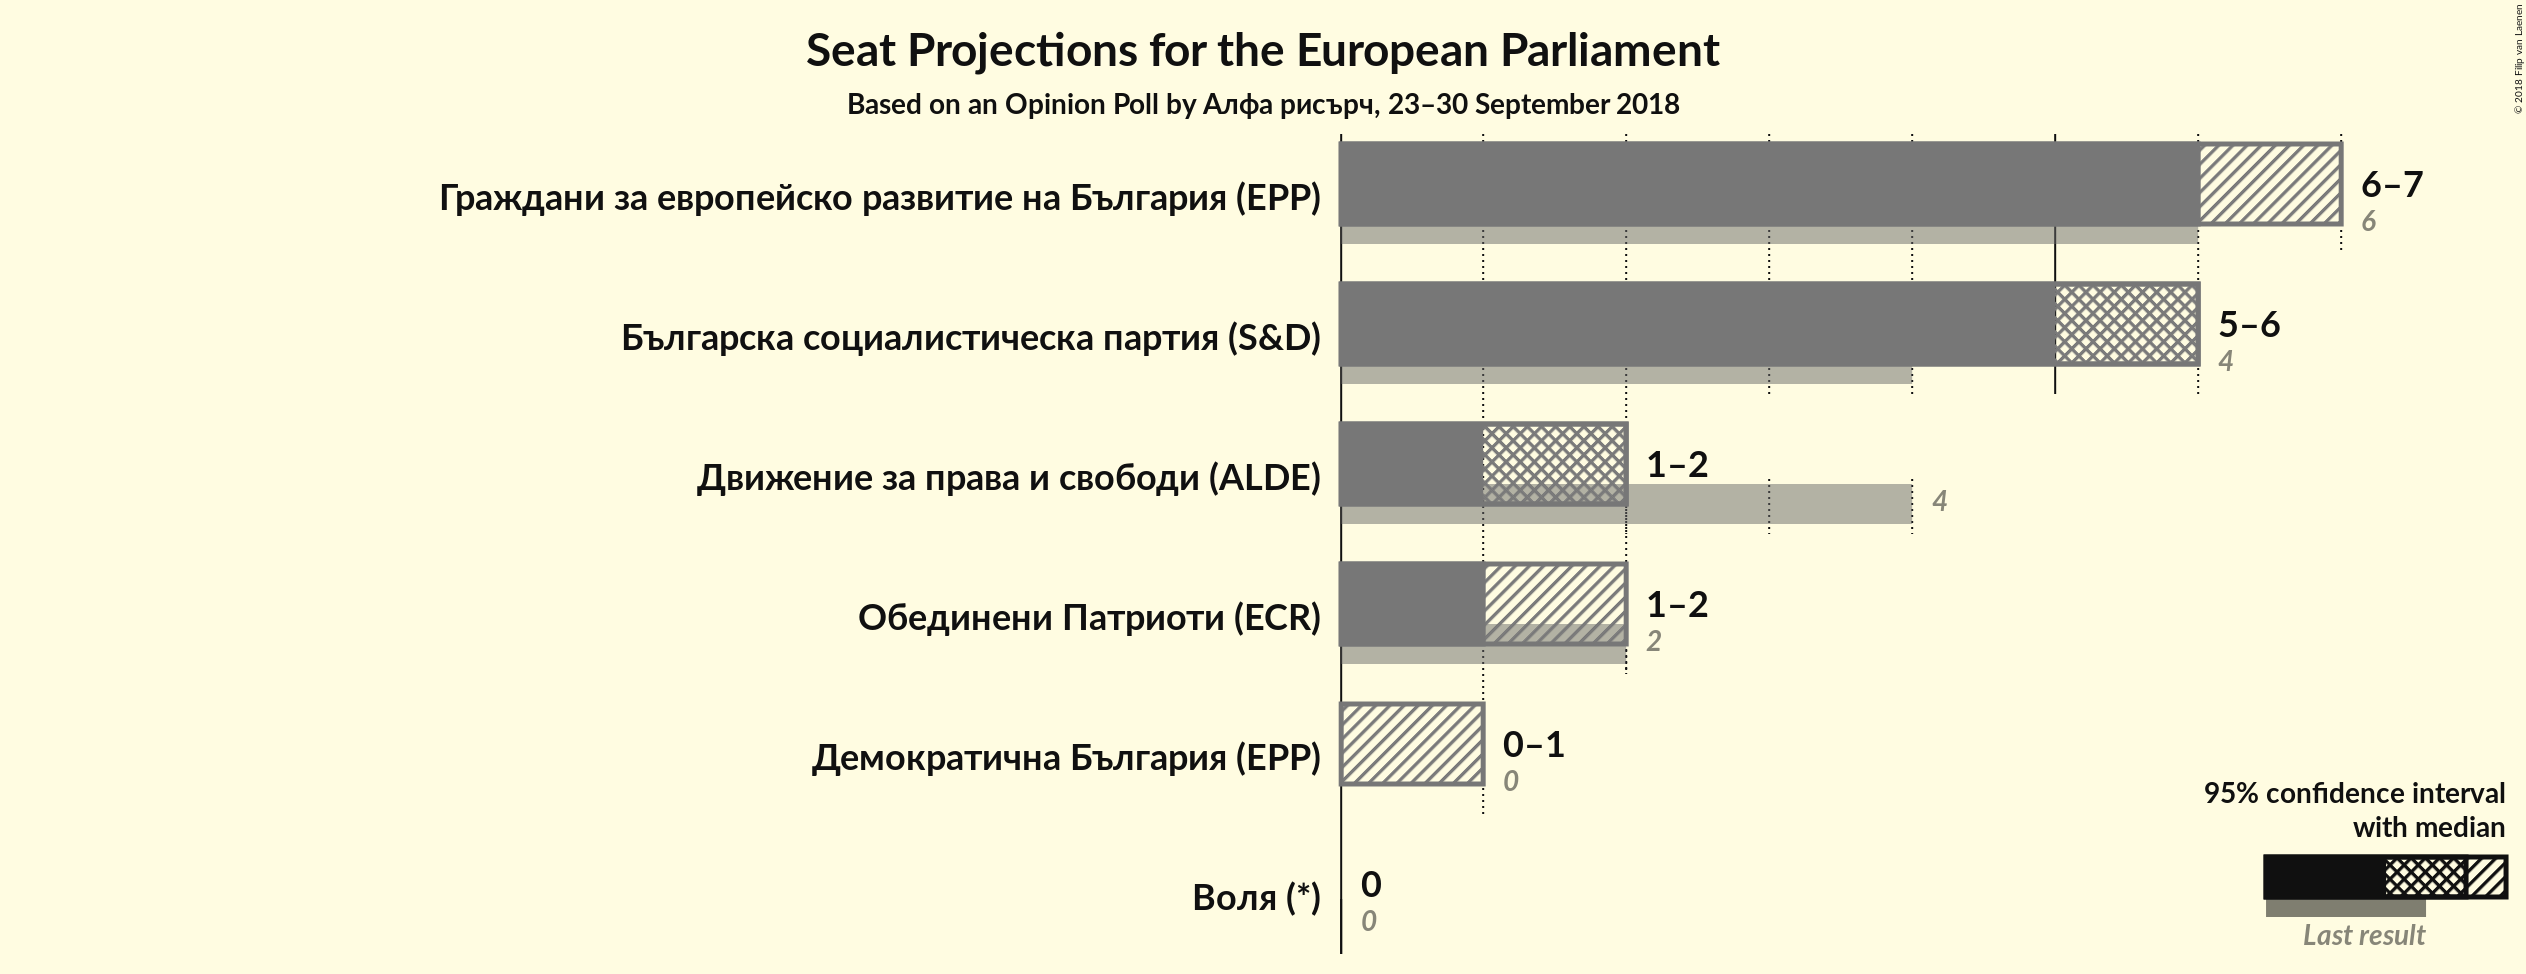 Seat Projections for the European Parliament
Based on an Opinion Poll by Алфа рисърч, 23–30 September 2018
© 2018 Filip van Laenen
Граждани за европейско развитие на България (EPP)
6–7
6
Българска социалистическа партия (S&D)
5–6
4
Движение за права и свободи (ALDE)
1–2
4
Обединени Патриоти (ECR)
1–2
2
Демократична България (EPP)
0–1
0
Воля (*)
0
0
95% confidence interval
with median
Last result